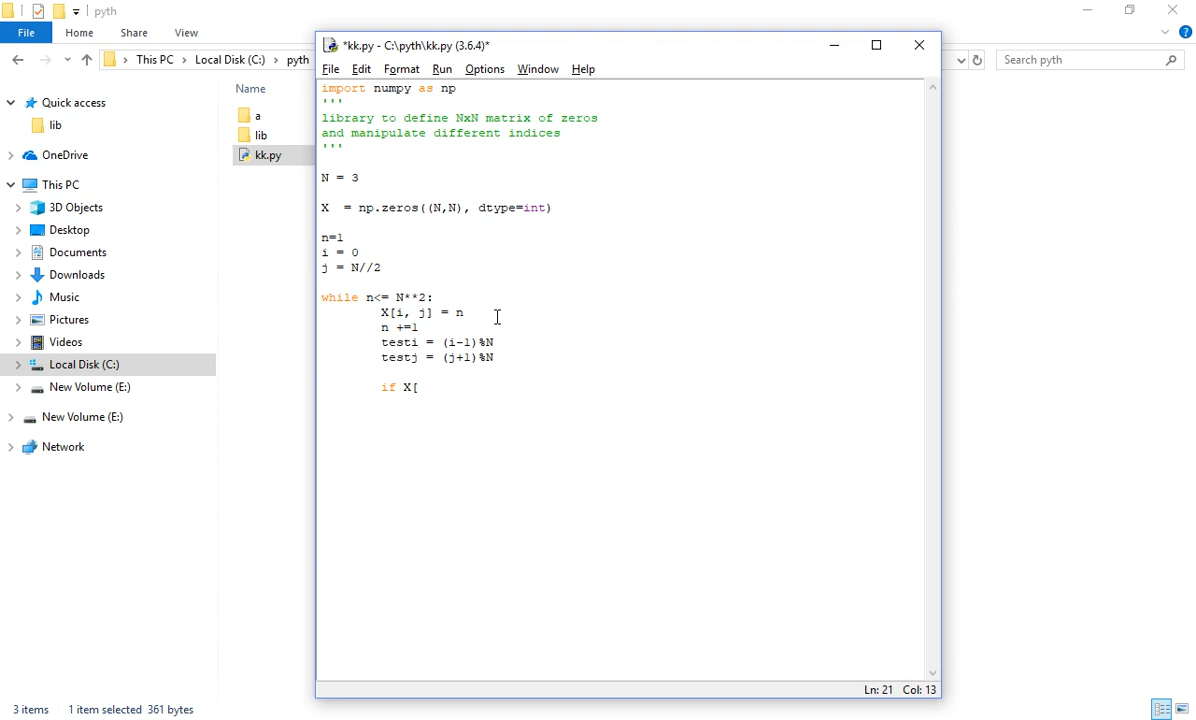 pyth
File Home Share View
This PC Local Disk (C:) pyth
Search pyth
Quick access
lib
OneDrive
This PC
3D Objects
Desktop
Documents
Downloads
Music
Pictures
Videos
Local Disk (C:)
New Volume (E:)
New Volume (E:)
Network
Name
a
lib
kk.py
*kk.py - C:\pyth\kk.py (3.6.4)*
File Edit Format Run Options Window Help
import numpy as np
'''
library to define NxN matrix of zeros
and manipulate different indices
'''
N = 3
X  = np.zeros((N,N), dtype=int)
n=1
i = 0
j = N//2
while n<= N**2:
        X[i, j] = n
        n +=1
        testi = (i-1)%N
        testj = (j+1)%N
        if X[
Ln: 21 Col: 13
3 items 1 item selected 361 bytes